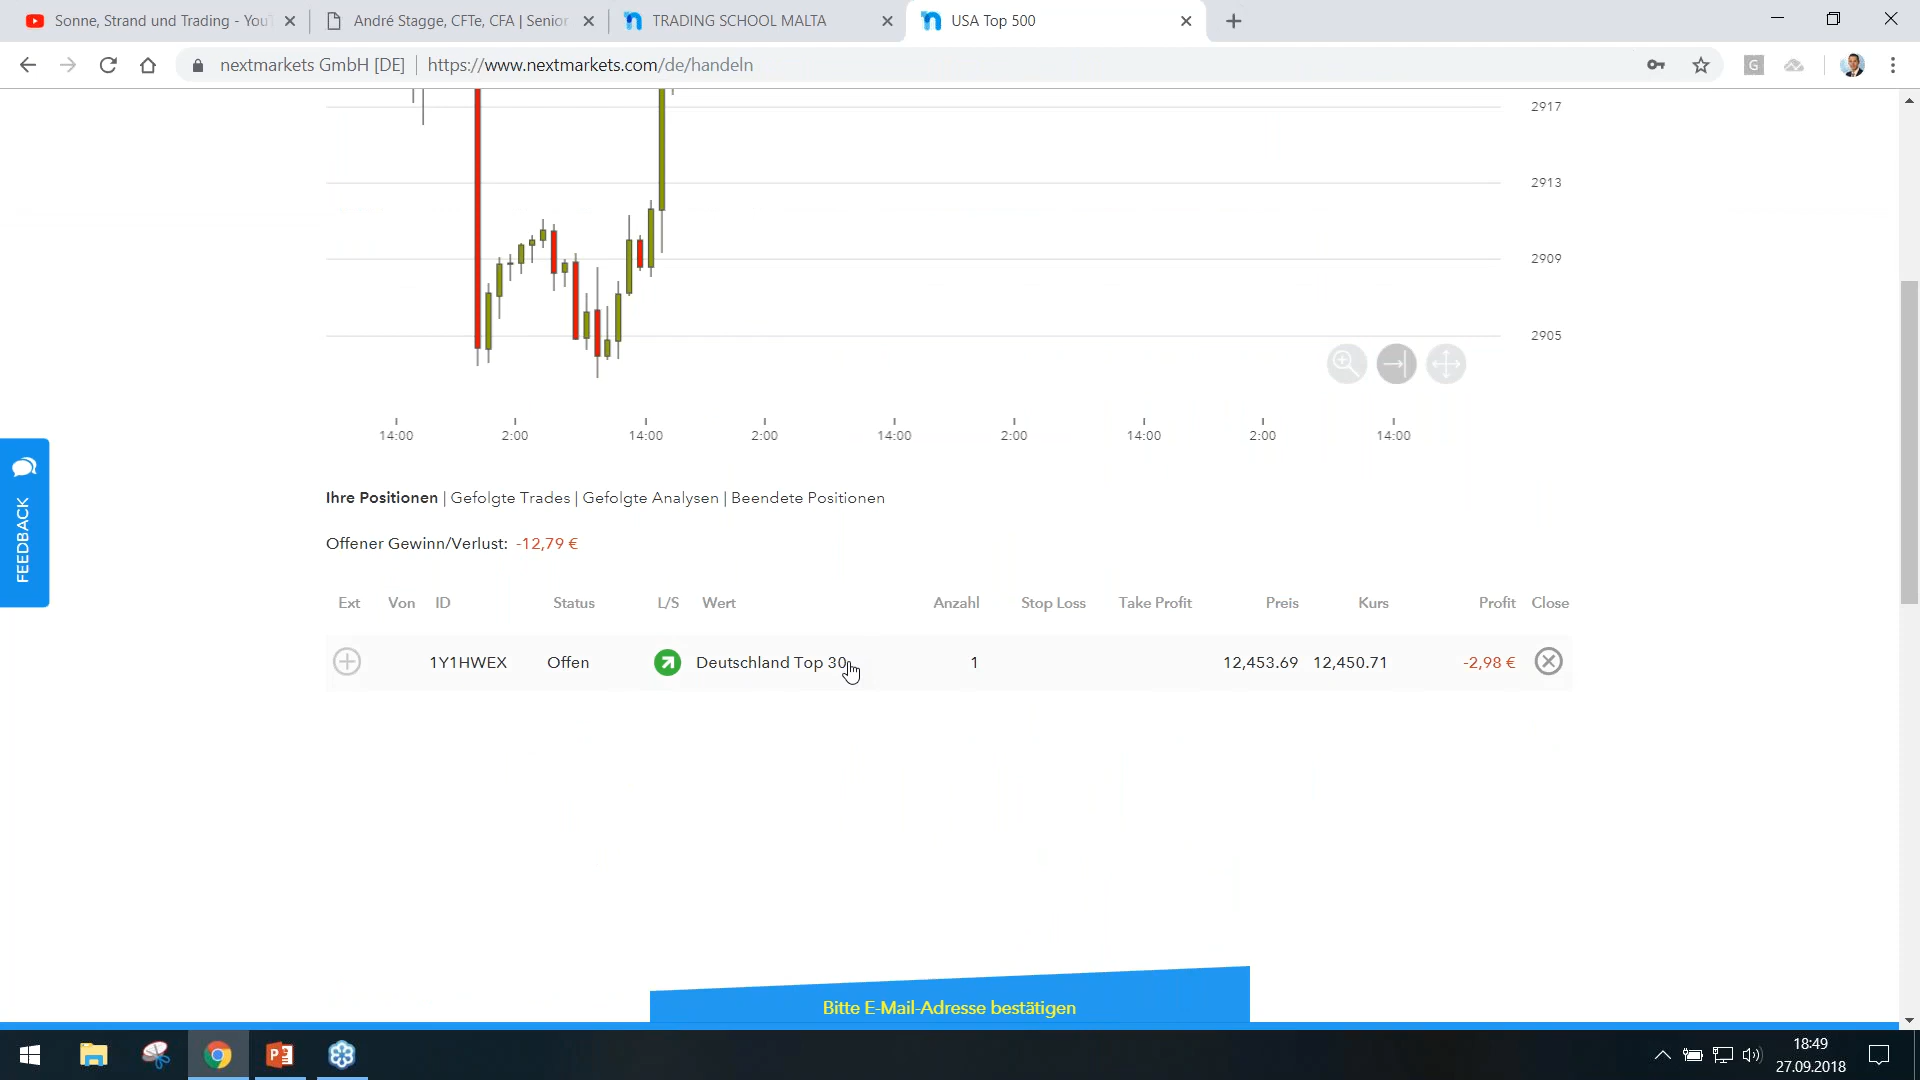 Sonne, Strand und Trading - You
André Stagge, CFTe, CFA | Senior
TRADING SCHOOL MALTA
USA Top 500
nextmarkets GmbH [DE]
https://www.nextmarkets.com/de/handeln
G
2917
2913
2909
2905
14:00 2:00 14:00 2:00 14:00 2:00 14:00 2:00 14:00
FEEDBACK
Ihre Positionen | Gefolgte Trades | Gefolgte Analysen | Beendete Positionen
Offener Gewinn/Verlust: -12,79 €
Ext Von ID Status L/S Wert Anzahl Stop Loss Take Profit Preis Kurs Profit Close
1Y1HWEX Offen Deutschland Top 30 1 12,453.69 12,450.71 -2,98 €
Bitte E-Mail-Adresse bestätigen
18:49
27.09.2018